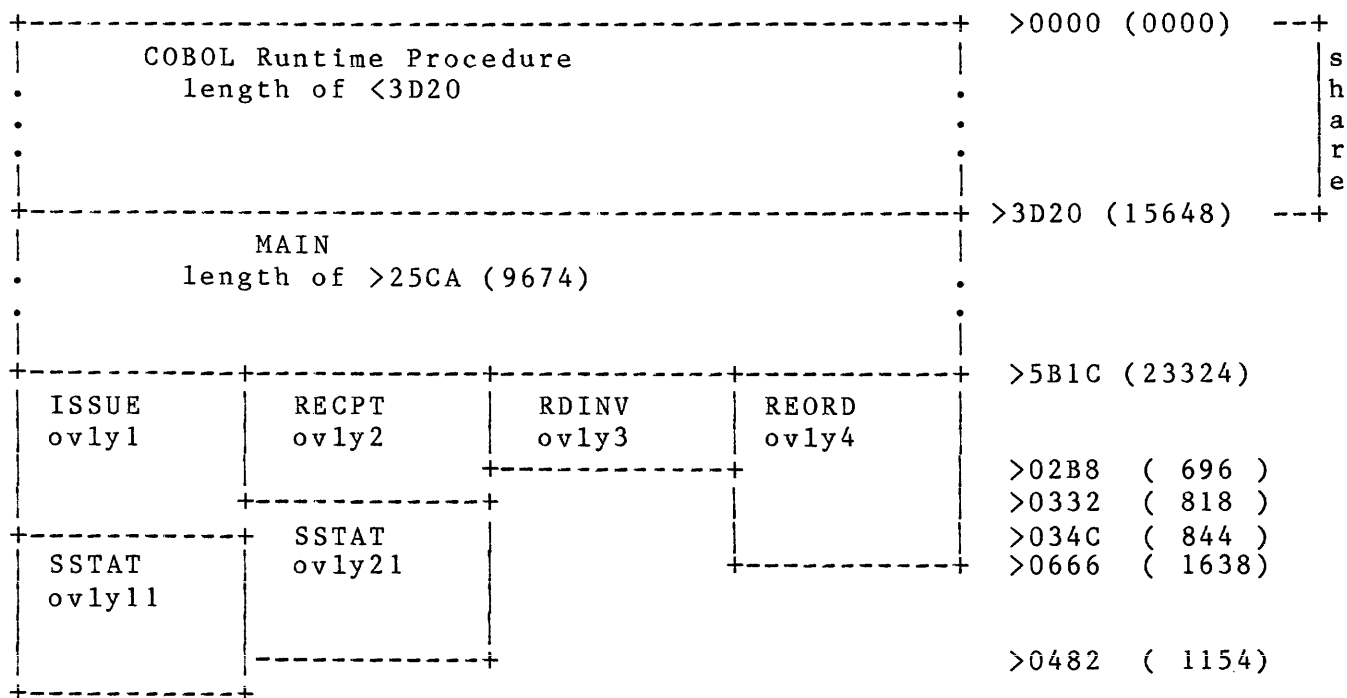 >0000 (0000) --+
COBOL Runtime Procedure
length of <3D20
share
>3D20 (15648) --+
MAIN
length of >25CA (9674)
>5B1C (23324)
ISSUE RECPT RDINV REORD
ovly1 ovly2 ovly3 ovly4
>02B8 ( 696 )
>0332 ( 818 )
SSTAT >034C ( 844 )
SSTAT ovly21 >0666 ( 1638)
ovly11
>0482 ( 1154)